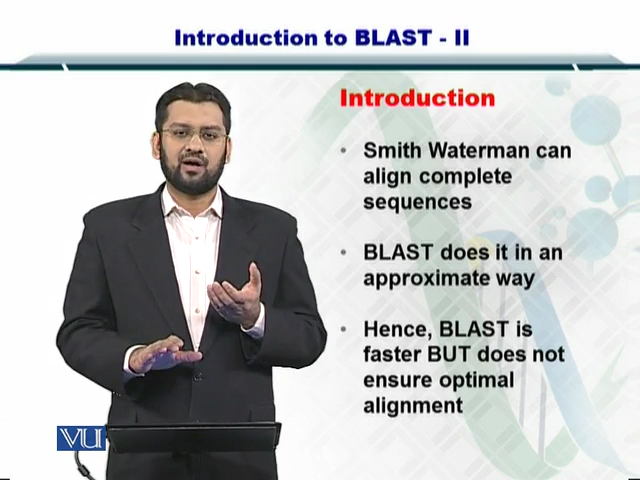 Introduction to BLAST - II
Introduction
• Smith Waterman can
align complete
sequences
• BLAST does it in an
approximate way
• Hence, BLAST is
faster BUT does not
ensure optimal
alignment
VU